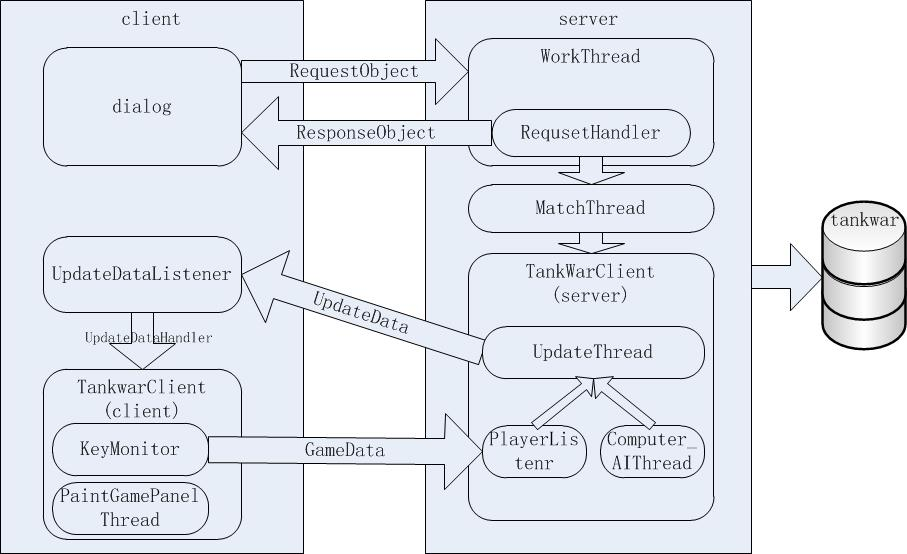 client
server
dialog
RequestObject
WorkThread
ResponseObject
RequsetHandler
MatchThread
tankwar
UpdateDataListener
UpdateData
TankWarClient
(server)
UpdateDataHandler
UpdateThread
TankwarClient
(client)
KeyMonitor
GameData
PlayerLis
tenr
Computer_
AIThread
PaintGamePanel
Thread